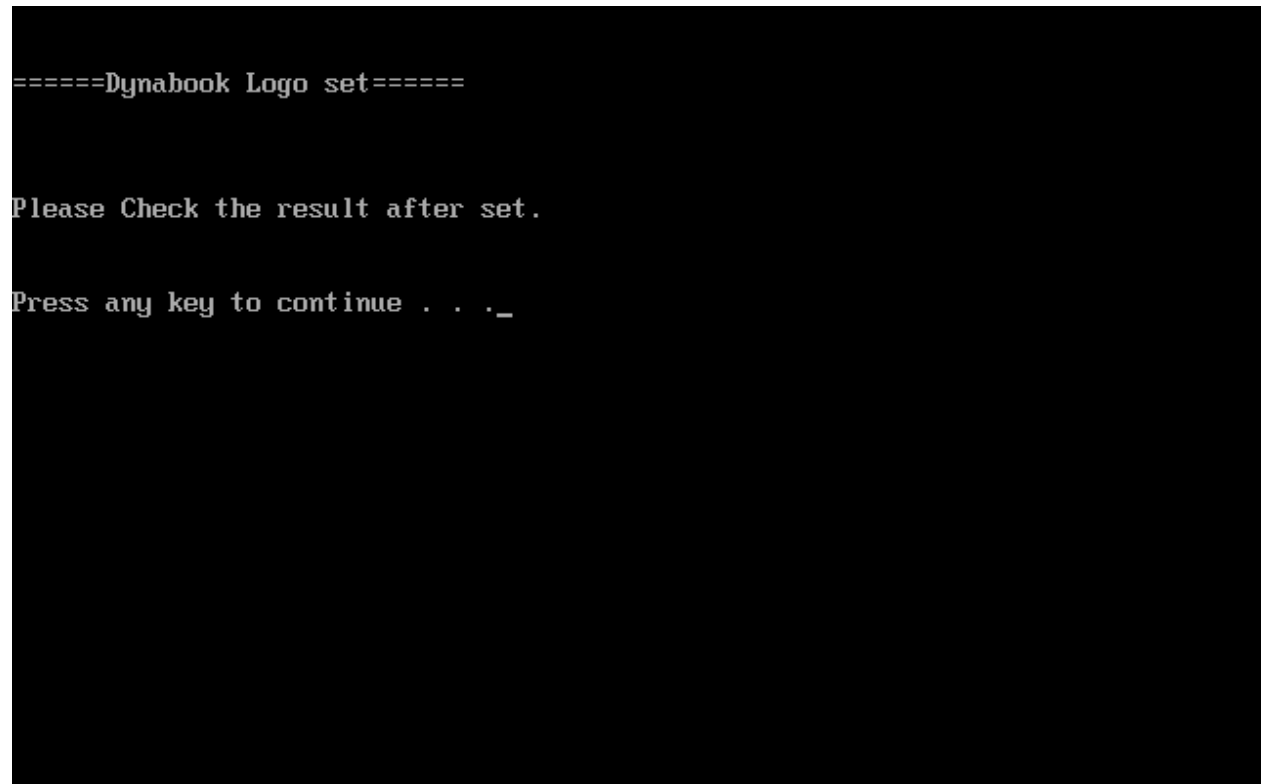 ======Dynabook Logo set======
Please Check the result after set.
Press any key to continue . . ._